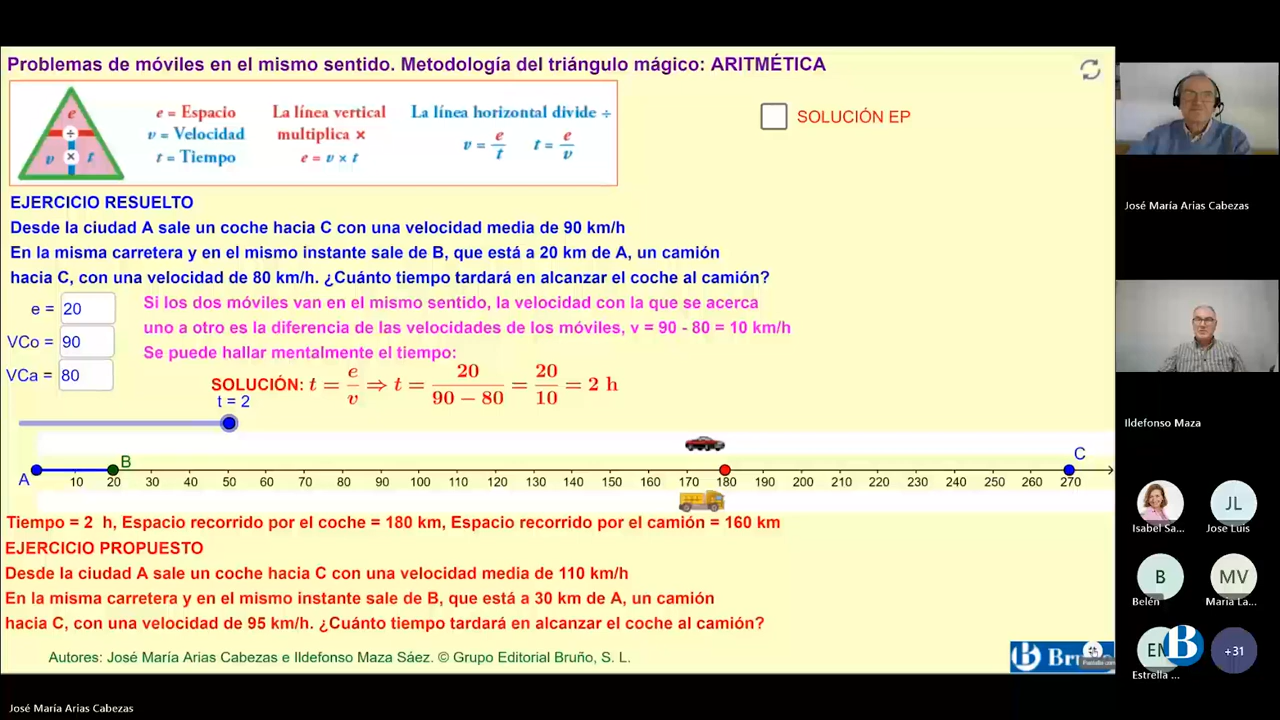 Problemas de móviles en el mismo sentido. Metodología del triángulo mágico: ARITMÉTICA
e
÷
v × t
e = Espacio
v = Velocidad
t = Tiempo
La línea vertical
multiplica ×
e = v × t
La línea horizontal divide ÷
v = e/t t = e/v
SOLUCIÓN EP
EJERCICIO RESUELTO
Desde la ciudad A sale un coche hacia C con una velocidad media de 90 km/h
En la misma carretera y en el mismo instante sale de B, que está a 20 km de A, un camión
hacia C, con una velocidad de 80 km/h. ¿Cuánto tiempo tardará en alcanzar el coche al camión?
e = 20
VCo = 90
VCa = 80
Si los dos móviles van en el mismo sentido, la velocidad con la que se acerca
uno a otro es la diferencia de las velocidades de los móviles, v = 90 - 80 = 10 km/h
Se puede hallar mentalmente el tiempo:
SOLUCIÓN: t = e/v ⇒ t = 20/(90 − 80) = 20/10 = 2 h
t = 2
A B C
10 20 30 40 50 60 70 80 90 100 110 120 130 140 150 160 170 180 190 200 210 220 230 240 250 260 270
Tiempo = 2 h, Espacio recorrido por el coche = 180 km, Espacio recorrido por el camión = 160 km
EJERCICIO PROPUESTO
Desde la ciudad A sale un coche hacia C con una velocidad media de 110 km/h
En la misma carretera y en el mismo instante sale de B, que está a 30 km de A, un camión
hacia C, con una velocidad de 95 km/h. ¿Cuánto tiempo tardará en alcanzar el coche al camión?
Autores: José María Arias Cabezas e Ildefonso Maza Sáez. © Grupo Editorial Bruño, S. L.
José María Arias Cabezas
José María Arias Cabezas
Ildefonso Maza
Isabel Sa...
JL
Jose Luis
B
Belén
MV
María La...
Estrella ...
B
+31